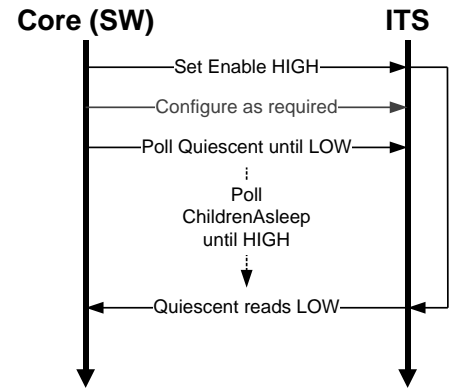 Core (SW) ITS
Set Enable HIGH
Configure as required
Poll Quiescent until LOW
Poll
ChildrenAsleep
until HIGH
Quiescent reads LOW